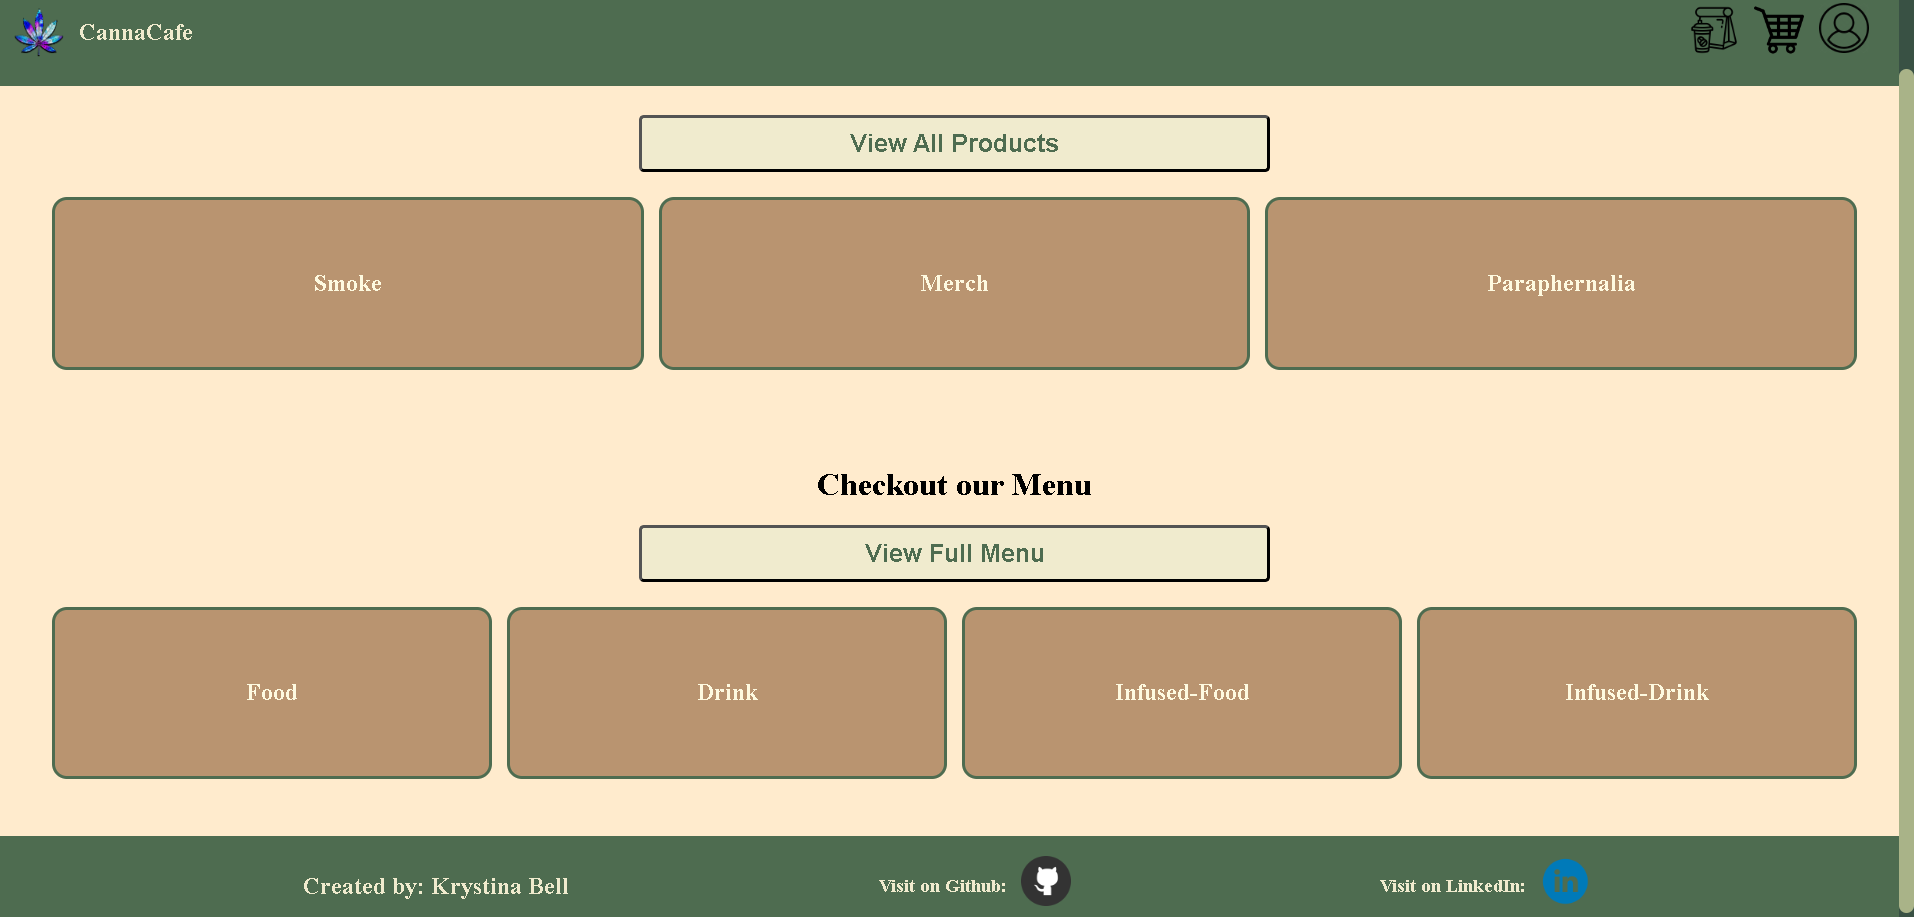 CannaCafe
View All Products
Smoke
Merch
Paraphernalia
Checkout our Menu
View Full Menu
Food
Drink
Infused-Food
Infused-Drink
Created by: Krystina Bell
Visit on Github:
Visit on LinkedIn:
in